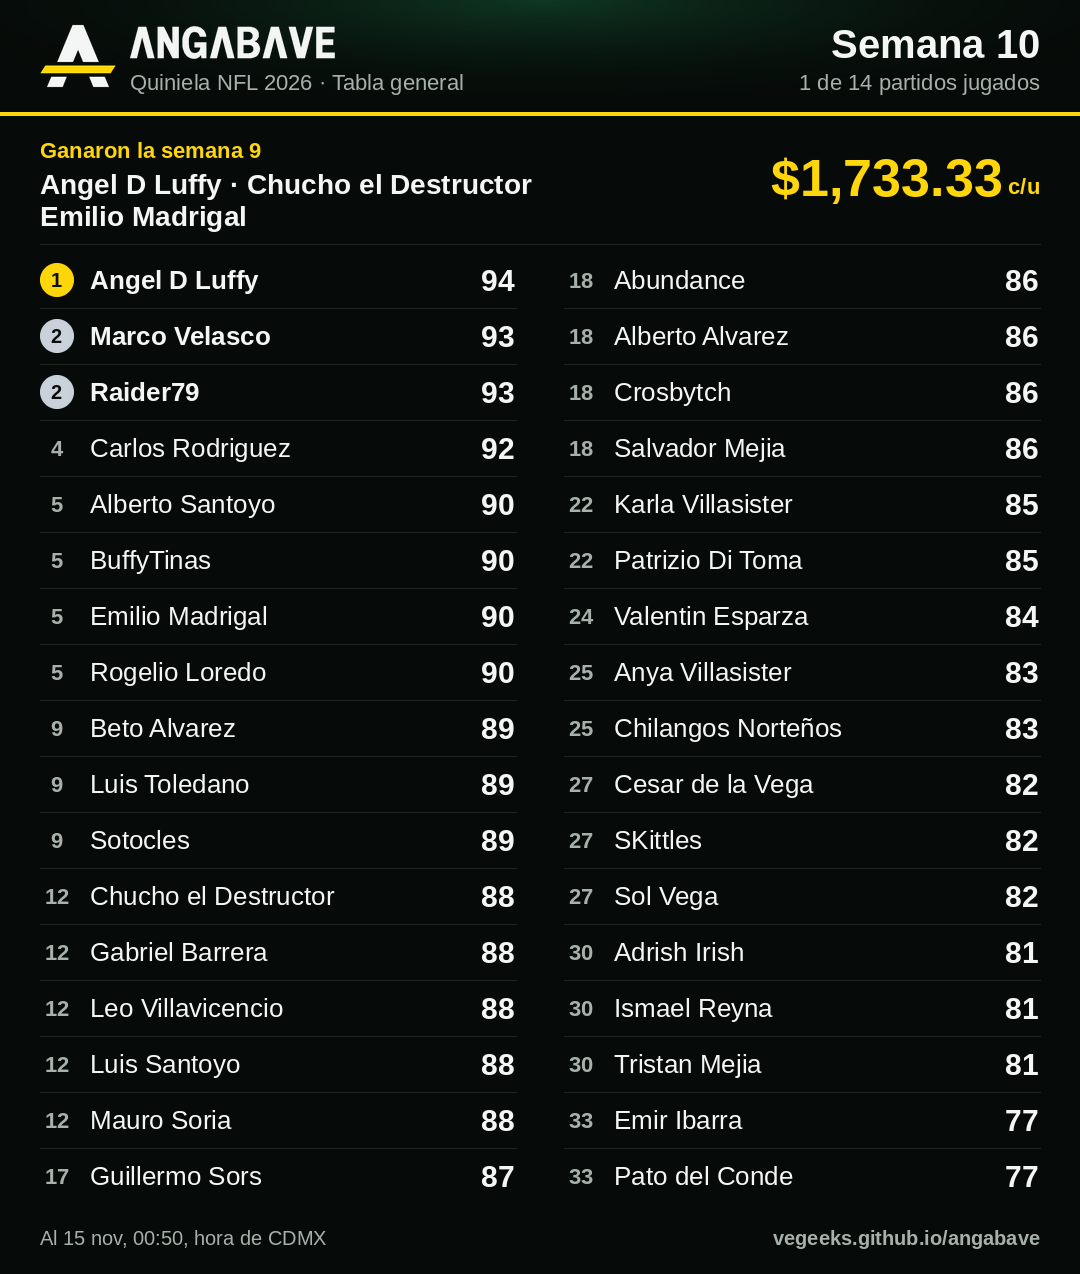 ANGABAVE
Quiniela NFL 2026 · Tabla general
Semana 10
1 de 14 partidos jugados
Ganaron la semana 9
Angel D Luffy · Chucho el Destructor
Emilio Madrigal
$1,733.33 c/u
1 Angel D Luffy 94
2 Marco Velasco 93
2 Raider79 93
4 Carlos Rodriguez 92
5 Alberto Santoyo 90
5 BuffyTinas 90
5 Emilio Madrigal 90
5 Rogelio Loredo 90
9 Beto Alvarez 89
9 Luis Toledano 89
9 Sotocles 89
12 Chucho el Destructor 88
12 Gabriel Barrera 88
12 Leo Villavicencio 88
12 Luis Santoyo 88
12 Mauro Soria 88
17 Guillermo Sors 87
18 Abundance 86
18 Alberto Alvarez 86
18 Crosbytch 86
18 Salvador Mejia 86
22 Karla Villasister 85
22 Patrizio Di Toma 85
24 Valentin Esparza 84
25 Anya Villasister 83
25 Chilangos Norteños 83
27 Cesar de la Vega 82
27 SKittles 82
27 Sol Vega 82
30 Adrish Irish 81
30 Ismael Reyna 81
30 Tristan Mejia 81
33 Emir Ibarra 77
33 Pato del Conde 77
Al 15 nov, 00:50, hora de CDMX
vegeeks.github.io/angabave